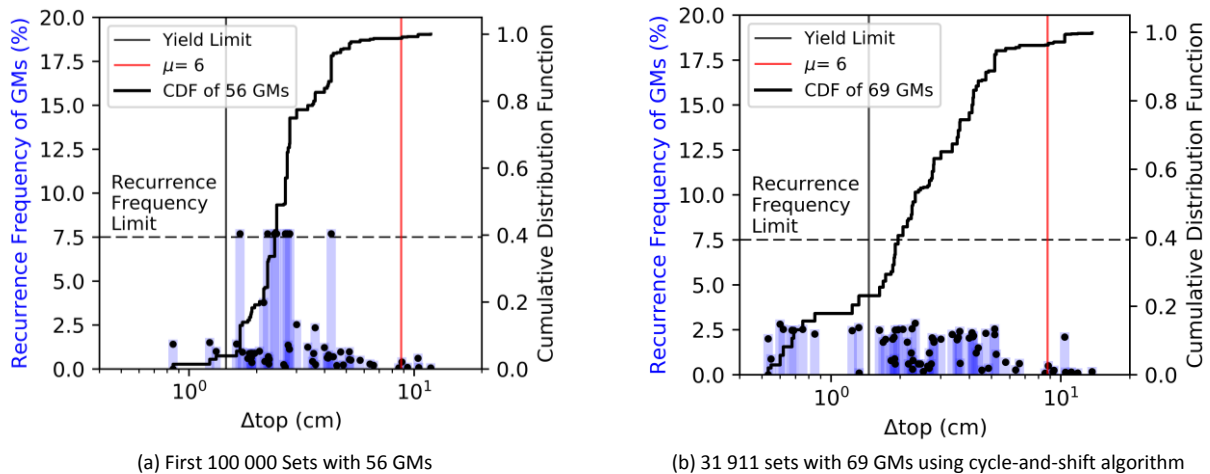 Recurrence Frequency of GMs (%)
20.0
17.5
15.0
12.5
10.0
7.5
5.0
2.5
0.0
Yield Limit
μ= 6
CDF of 56 GMs
Recurrence
Frequency
Limit
1.0
0.8
0.6
0.4
0.2
0.0
Cumulative Distribution Function
10⁰
10¹
Δtop (cm)
(a) First 100 000 Sets with 56 GMs
Recurrence Frequency of GMs (%)
20.0
17.5
15.0
12.5
10.0
7.5
5.0
2.5
0.0
Yield Limit
μ= 6
CDF of 69 GMs
Recurrence
Frequency
Limit
1.0
0.8
0.6
0.4
0.2
0.0
Cumulative Distribution Function
10⁰
10¹
Δtop (cm)
(b) 31 911 sets with 69 GMs using cycle-and-shift algorithm